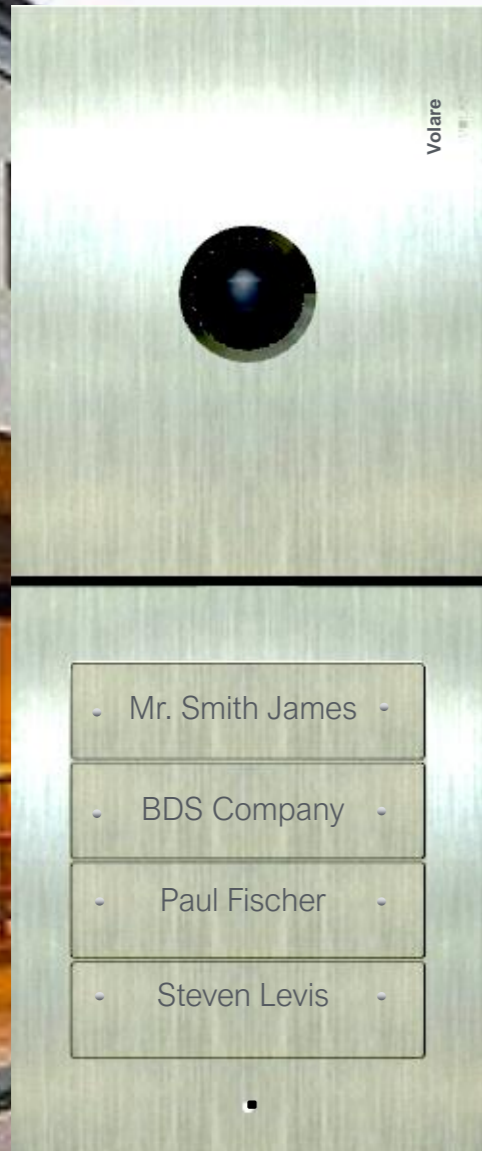 Volare
Mr. Smith James
BDS Company
Paul Fischer
Steven Levis